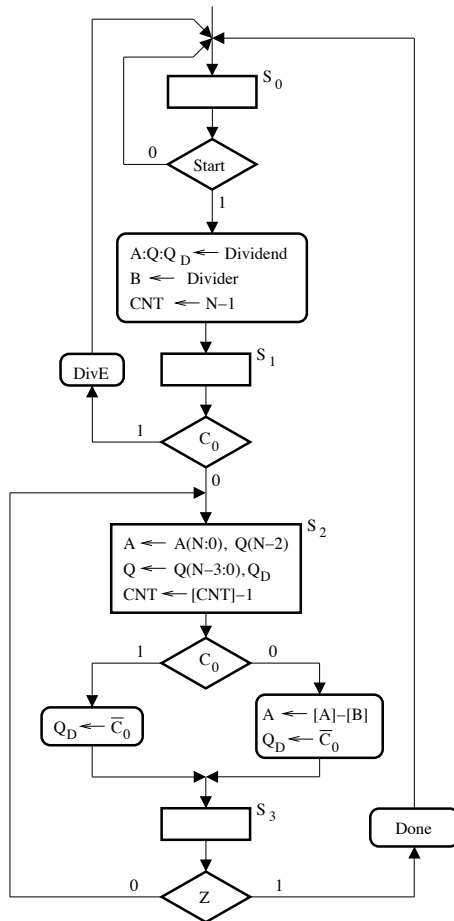 S0
0
Start
1
A:Q:QD ← Dividend
B ← Divider
CNT ← N–1
S1
DivE
1
C0
0
S2
A ← A(N:0), Q(N–2)
Q ← Q(N–3:0), QD
CNT ← [CNT]–1
1
C0
0
QD ← C̅0
A ← [A]–[B]
QD ← C̅0
S3
Done
0
Z
1